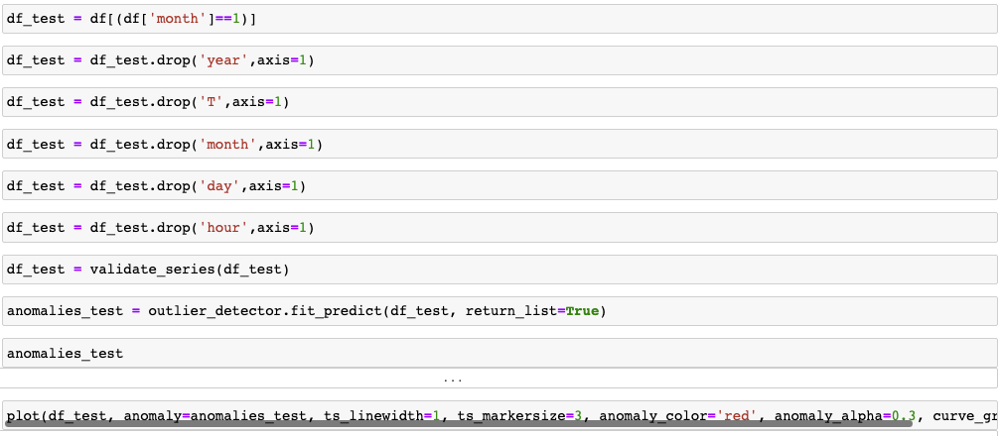 df_test = df[(df['month']==1)]
df_test = df_test.drop('year',axis=1)
df_test = df_test.drop('T',axis=1)
df_test = df_test.drop('month',axis=1)
df_test = df_test.drop('day',axis=1)
df_test = df_test.drop('hour',axis=1)
df_test = validate_series(df_test)
anomalies_test = outlier_detector.fit_predict(df_test, return_list=True)
anomalies_test
...
plot(df_test, anomaly=anomalies_test, ts_linewidth=1, ts_markersize=3, anomaly_color='red', anomaly_alpha=0.3, curve_gr